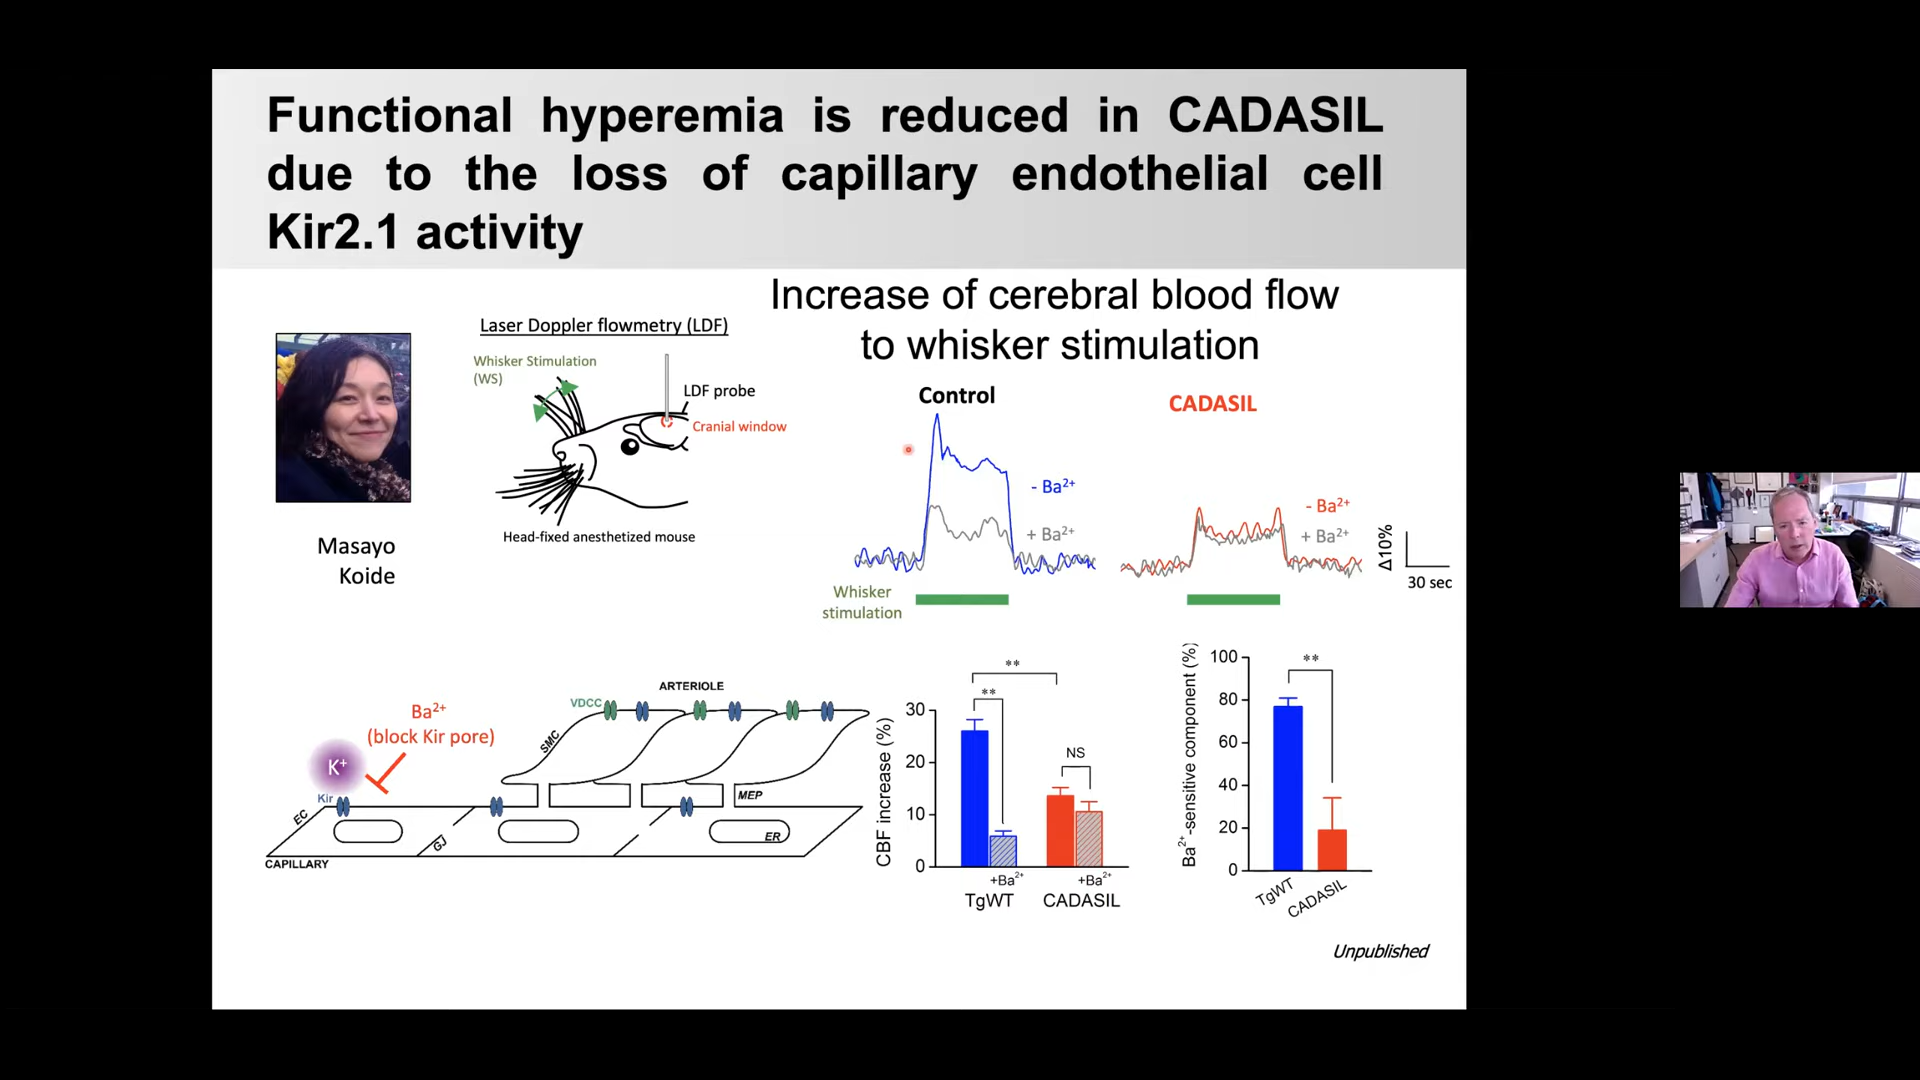 Functional hyperemia is reduced in CADASIL
due to the loss of capillary endothelial cell
Kir2.1 activity
Increase of cerebral blood flow
to whisker stimulation
Laser Doppler flowmetry (LDF)
Whisker Stimulation
(WS)
LDF probe
Cranial window
Head-fixed anesthetized mouse
Masayo
Koide
Control
CADASIL
- Ba²⁺
+ Ba²⁺
- Ba²⁺
+ Ba²⁺
Δ10%
30 sec
Whisker
stimulation
Ba²⁺
(block Kir pore)
K⁺
Kir
EC
CAPILLARY
GJ
VDCC
ARTERIOLE
SMC
MEP
ER
CBF increase (%)
30
20
10
0
**
**
NS
+Ba²⁺
+Ba²⁺
TgWT
CADASIL
Ba²⁺-sensitive component (%)
100
80
60
40
20
0
**
TgWT
CADASIL
Unpublished